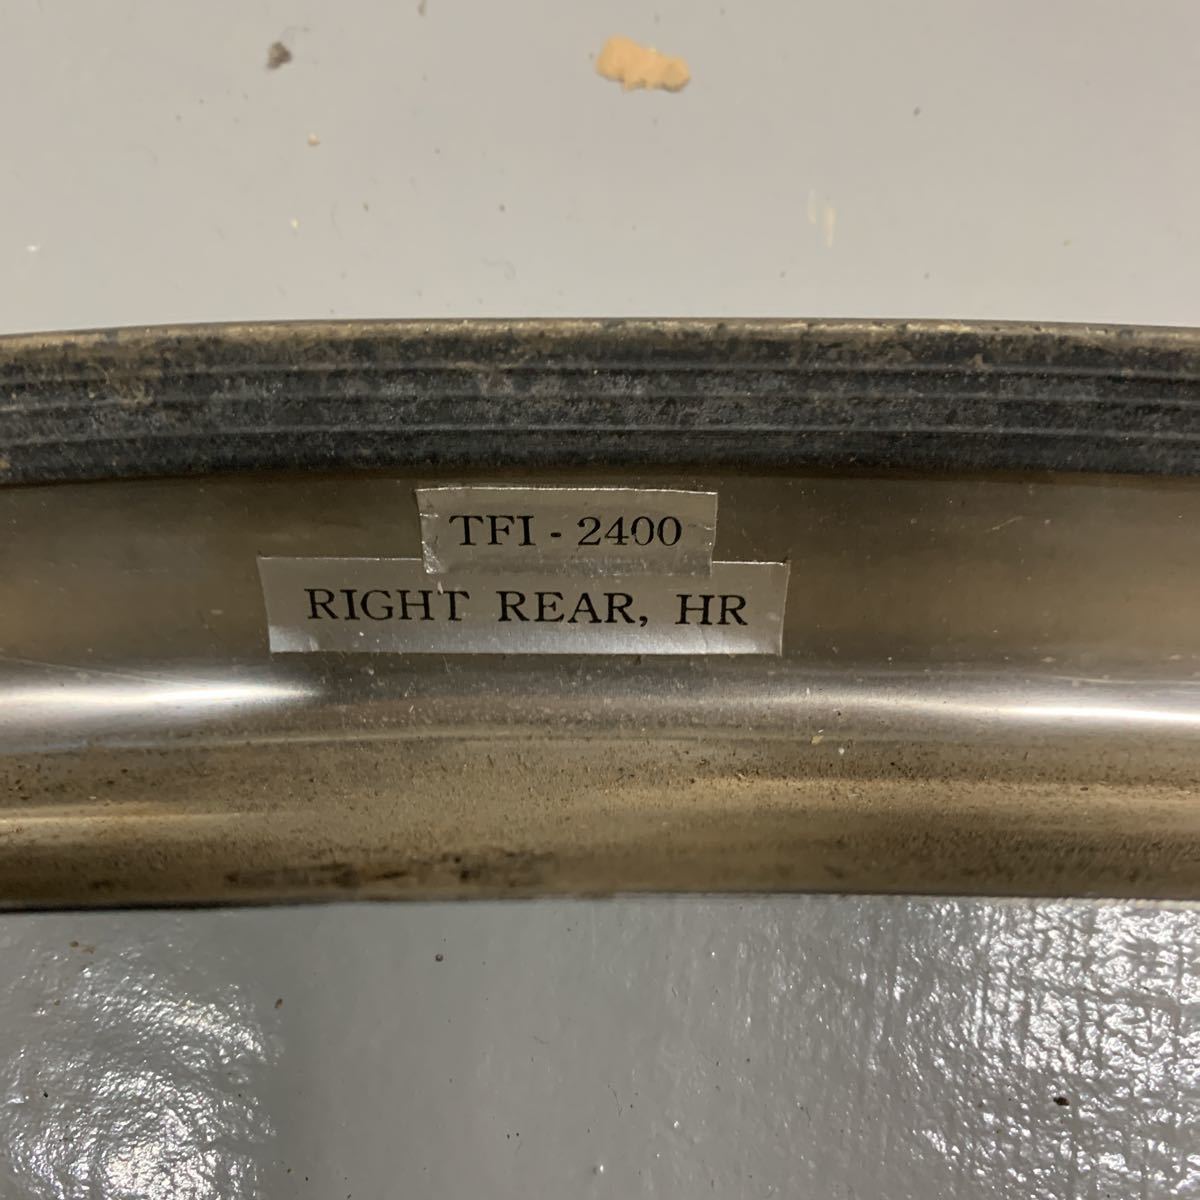 TFI - 2400
RIGHT REAR, HR